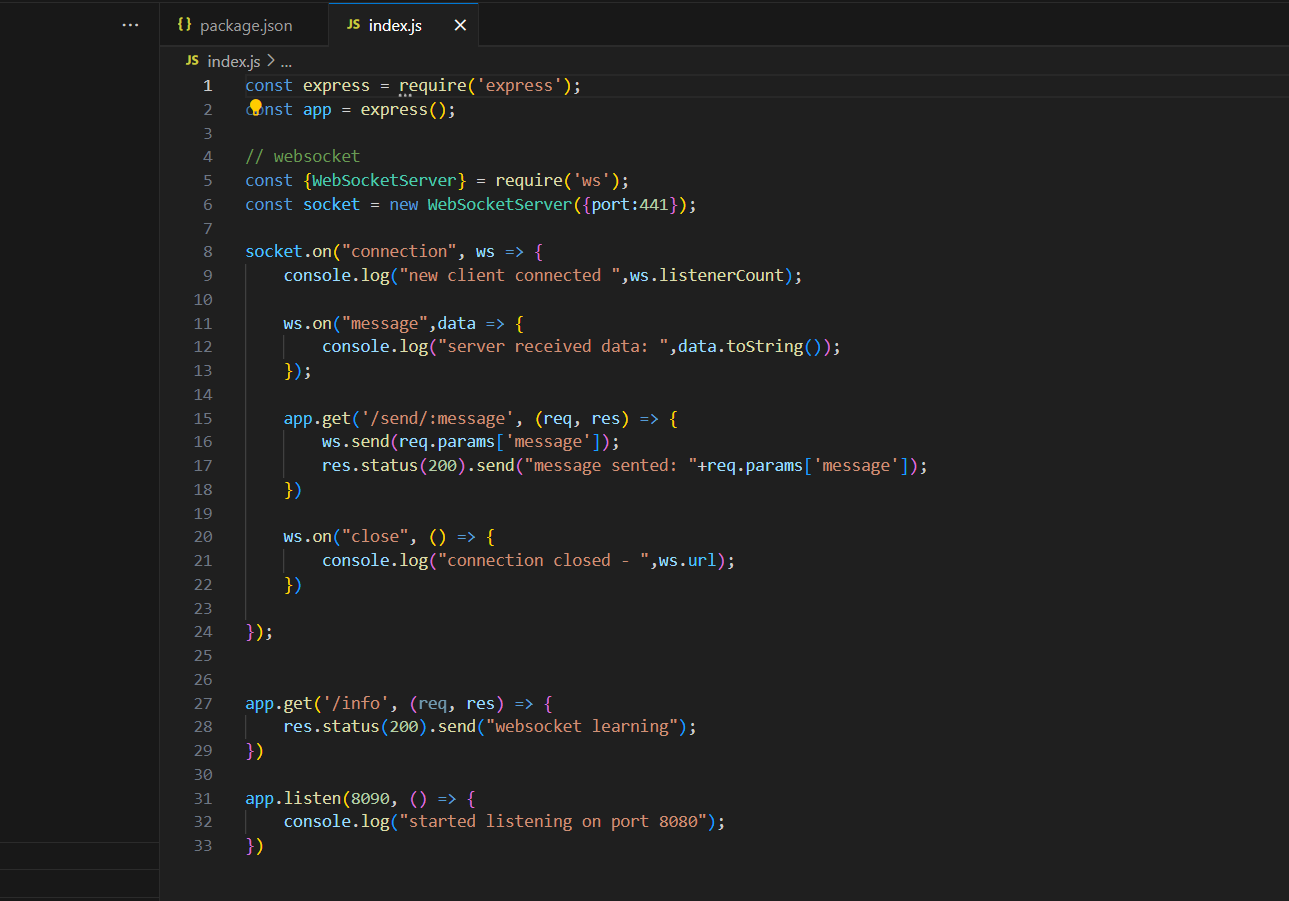 ... {} package.json JS index.js ×
JS index.js > ...
1 const express = require('express');
2 const app = express();
3
4 // websocket
5 const {WebSocketServer} = require('ws');
6 const socket = new WebSocketServer({port:441});
7
8 socket.on("connection", ws => {
9     console.log("new client connected ",ws.listenerCount);
10
11     ws.on("message",data => {
12         console.log("server received data: ",data.toString());
13     });
14
15     app.get('/send/:message', (req, res) => {
16         ws.send(req.params['message']);
17         res.status(200).send("message sented: "+req.params['message']);
18     })
19
20     ws.on("close", () => {
21         console.log("connection closed - ",ws.url);
22     })
23
24 });
25
26
27 app.get('/info', (req, res) => {
28     res.status(200).send("websocket learning");
29 })
30
31 app.listen(8090, () => {
32     console.log("started listening on port 8080");
33 })